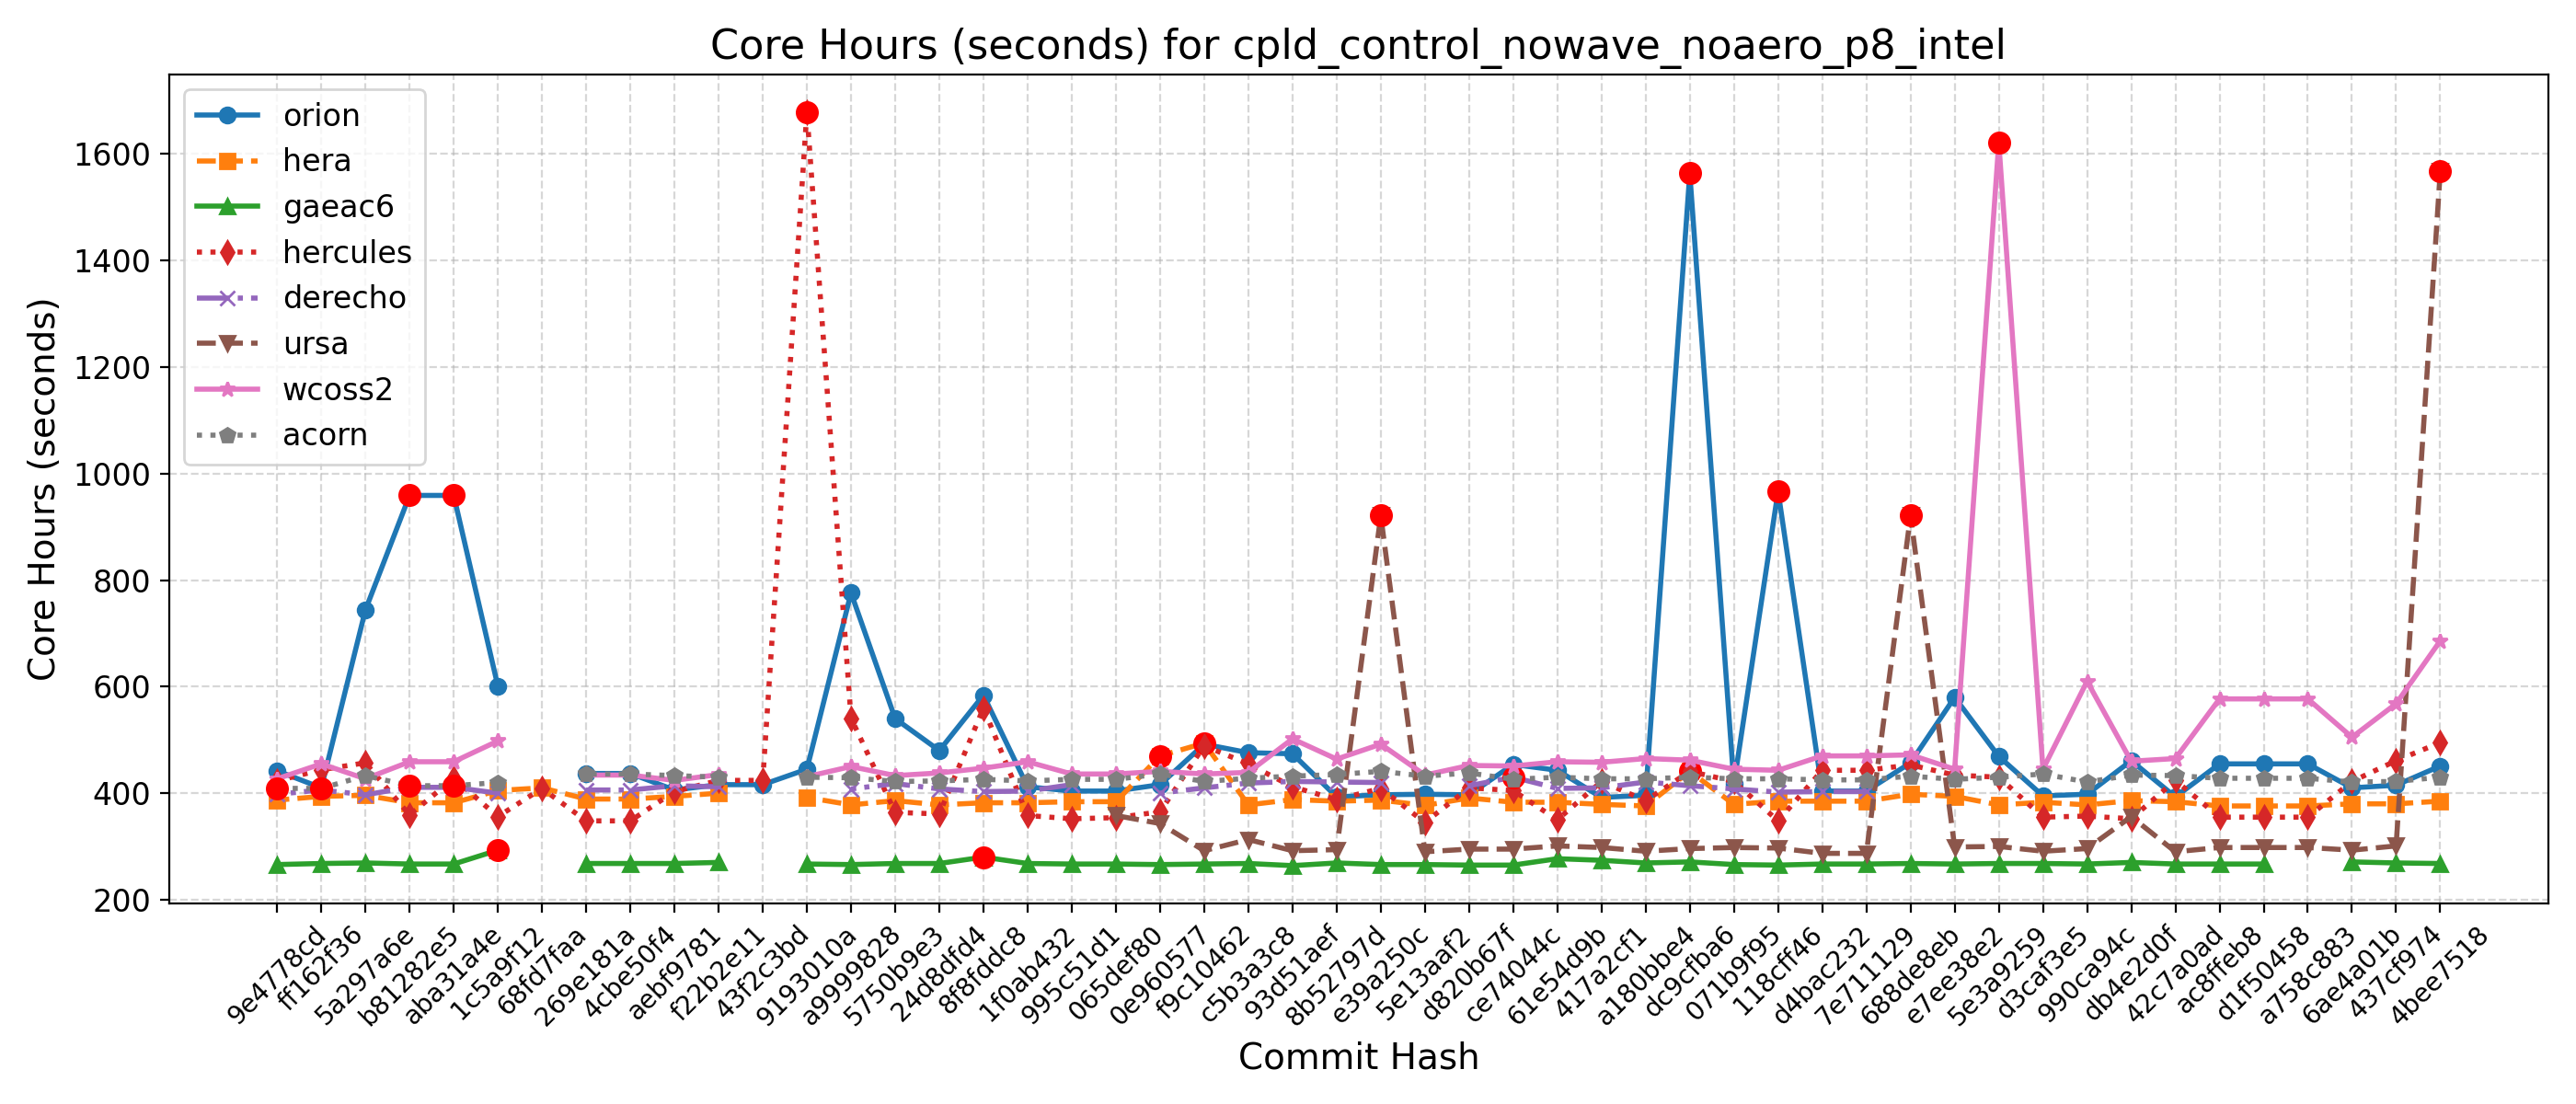 Core Hours (seconds) for cpld_control_nowave_noaero_p8_intel
Core Hours (seconds)
1600
1400
1200
1000
800
600
400
200
orion
hera
gaeac6
hercules
derecho
ursa
wcoss2
acorn
9e4778cd
ff162f36
5a297a6e
b81282e5
aba31a4e
1c5a9f12
68fd7faa
269e181a
4cbe50f4
aebf9781
f22b2e11
43f2c3bd
9193010a
a9999828
5750b9e3
24d8dfd4
8f8fddc8
1f0ab432
995c51d1
065def80
0e960577
f9c10462
c5b3a3c8
93d51aef
8b52797d
e39a250c
5e13aaf2
d820b67f
ce74044c
61e54d9b
417a2cf1
a180bbe4
dc9cfba6
071b9f95
118cff46
d4bac232
7e711129
688de8eb
e7ee38e2
5e3a9259
d3caf3e5
990ca94c
db4e2d0f
42c7a0ad
ac8ffeb8
d1f50458
a758c883
6ae4a01b
437cf974
4bee7518
Commit Hash